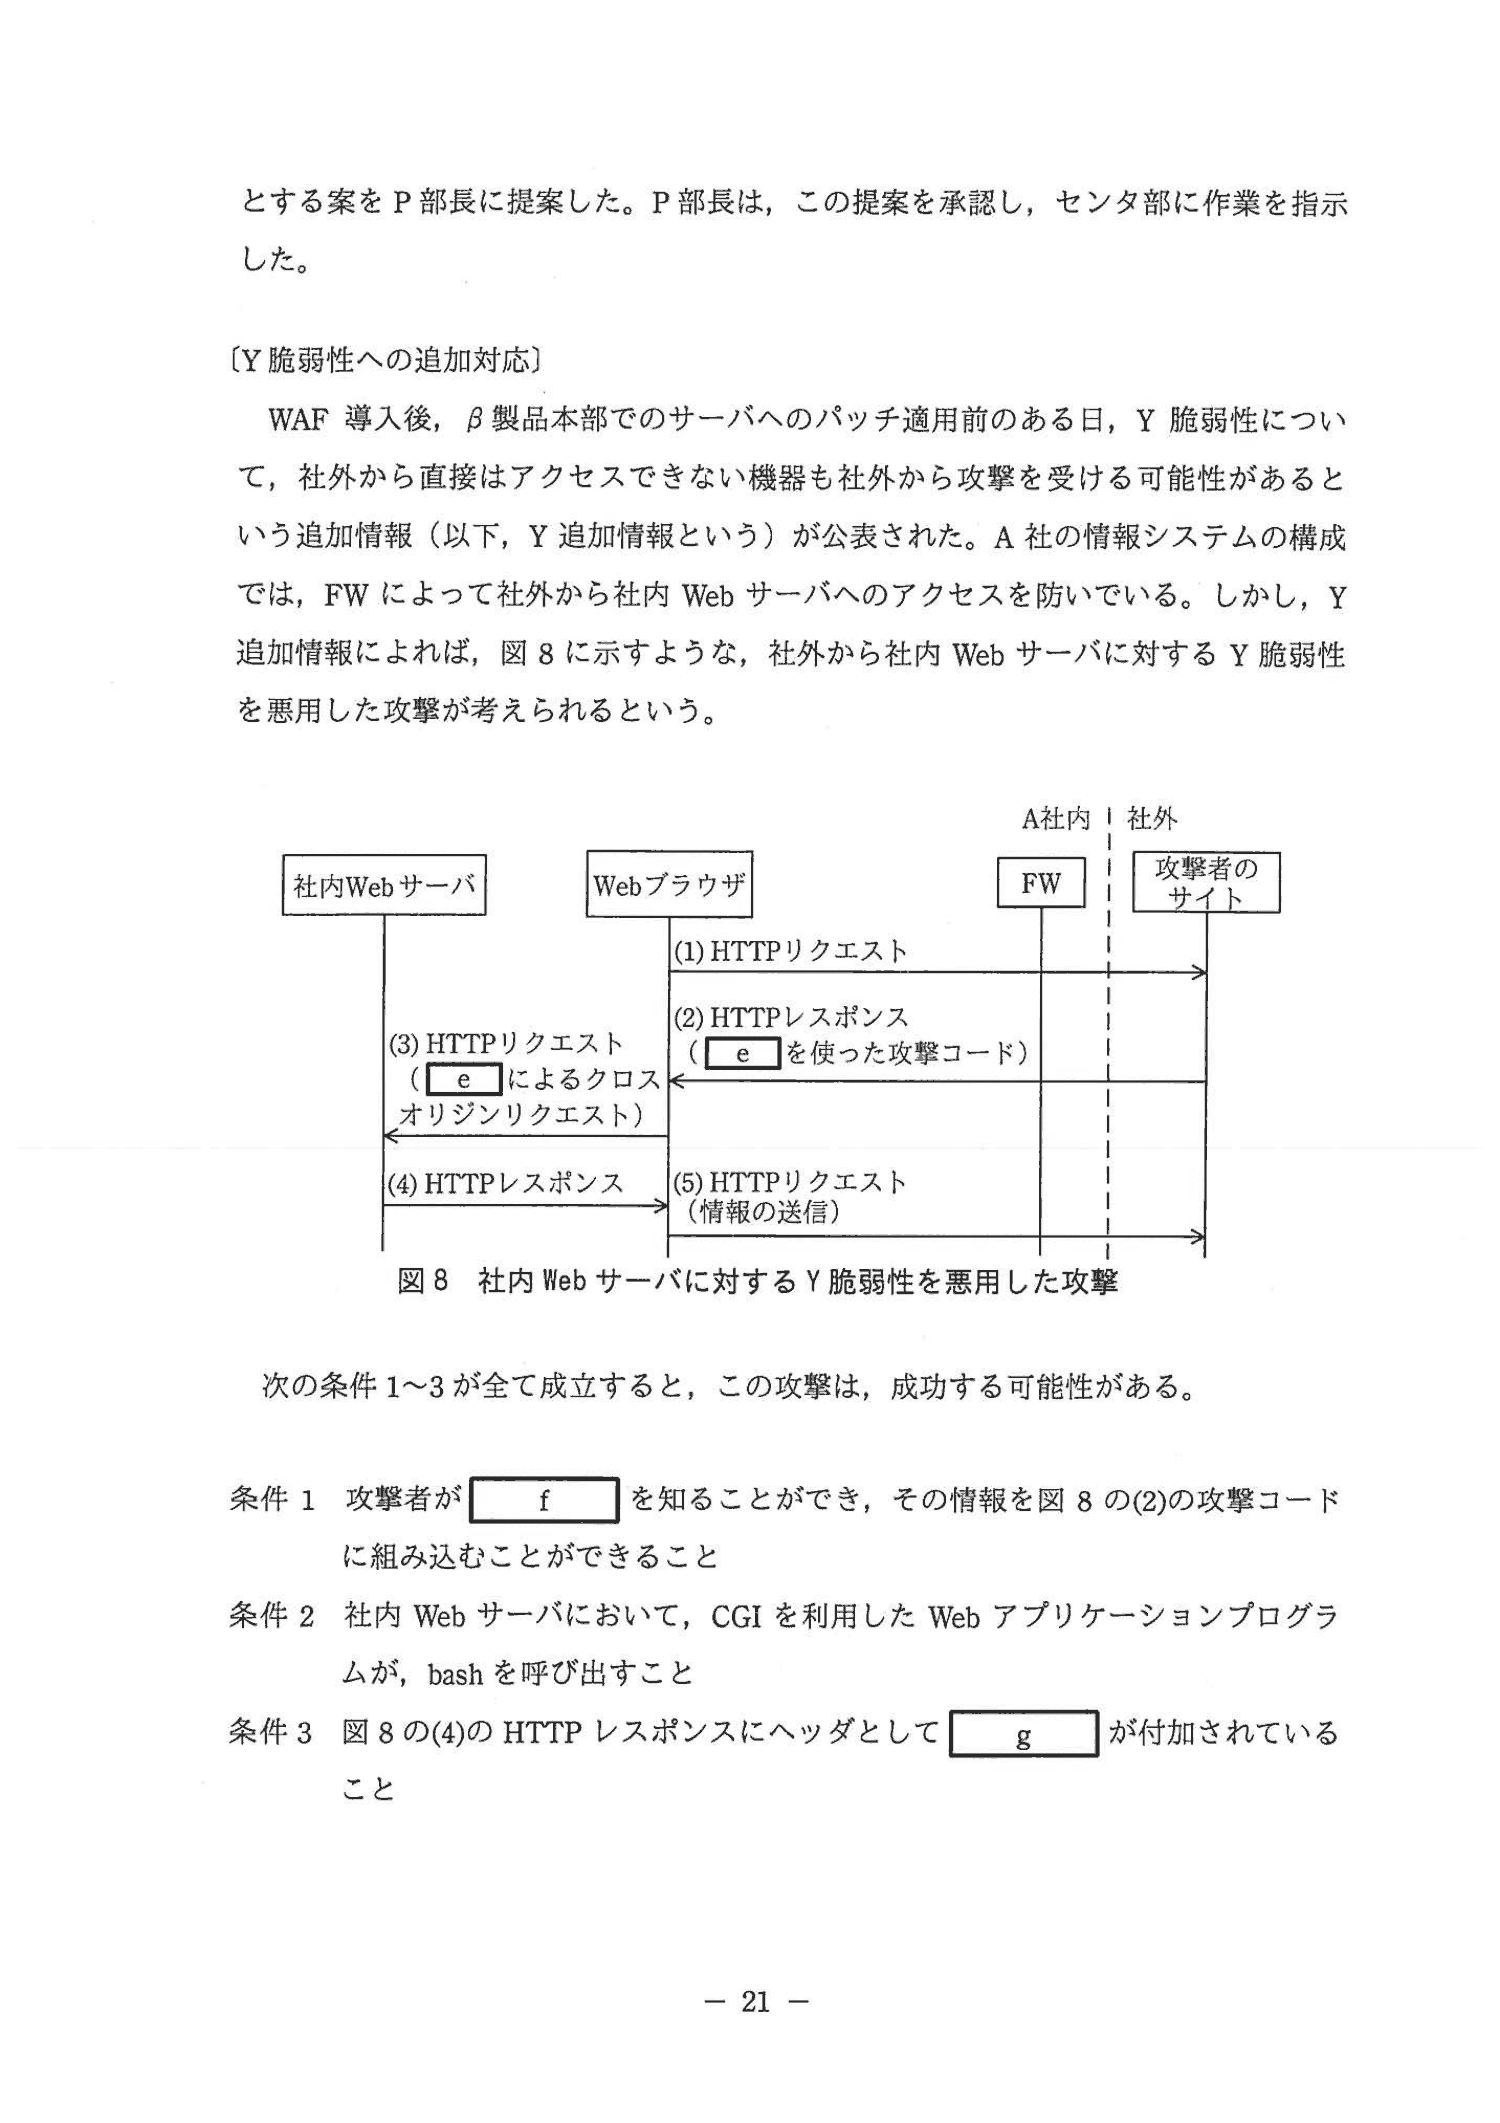 とする案を P 部長に提案した。P 部長は，この提案を承認し，センタ部に作業を指示
した。
〔Y 脆弱性への追加対応〕
WAF 導入後，β製品本部でのサーバへのパッチ適用前のある日，Y 脆弱性につい
て，社外から直接はアクセスできない機器も社外から攻撃を受ける可能性があると
いう追加情報（以下，Y 追加情報という）が公表された。A 社の情報システムの構成
では，FW によって社外から社内 Web サーバへのアクセスを防いでいる。しかし，Y
追加情報によれば，図 8 に示すような，社外から社内 Web サーバに対する Y 脆弱性
を悪用した攻撃が考えられるという。
A社内 社外
社内Webサーバ
Webブラウザ
FW
攻撃者の
サイト
(1) HTTPリクエスト
(2) HTTPレスポンス
（ e を使った攻撃コード）
(3) HTTPリクエスト
（ e によるクロス
オリジンリクエスト）
(4) HTTPレスポンス
(5) HTTPリクエスト
（情報の送信）
図 8 社内 Web サーバに対する Y 脆弱性を悪用した攻撃
次の条件 1～3 が全て成立すると，この攻撃は，成功する可能性がある。
条件 1 攻撃者が f を知ることができ，その情報を図 8 の(2)の攻撃コード
に組み込むことができること
条件 2 社内 Web サーバにおいて，CGI を利用した Web アプリケーションプログラ
ムが，bash を呼び出すこと
条件 3 図 8 の(4)の HTTP レスポンスにヘッダとして g が付加されている
こと
－ 21 －